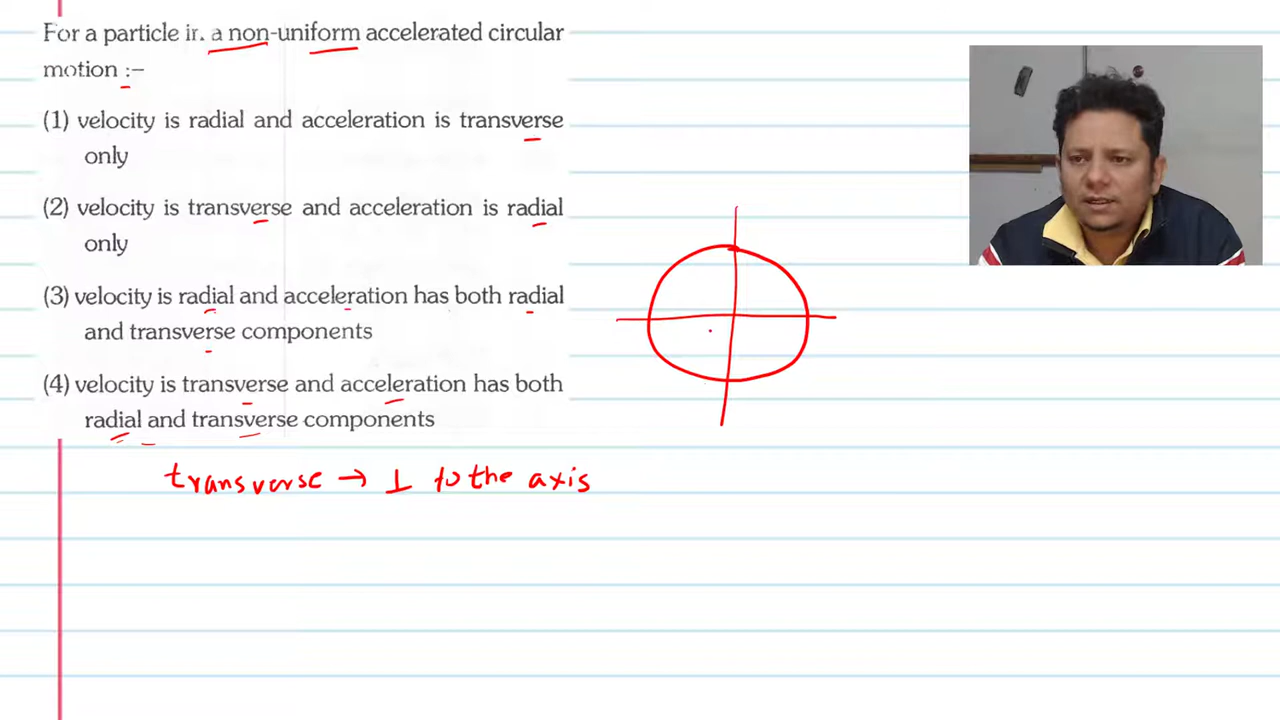 For a particle in a non-uniform accelerated circular
motion :–
(1) velocity is radial and acceleration is transverse
only
(2) velocity is transverse and acceleration is radial
only
(3) velocity is radial and acceleration has both radial
and transverse components
(4) velocity is transverse and acceleration has both
radial and transverse components
transverse → ⊥ to the axis